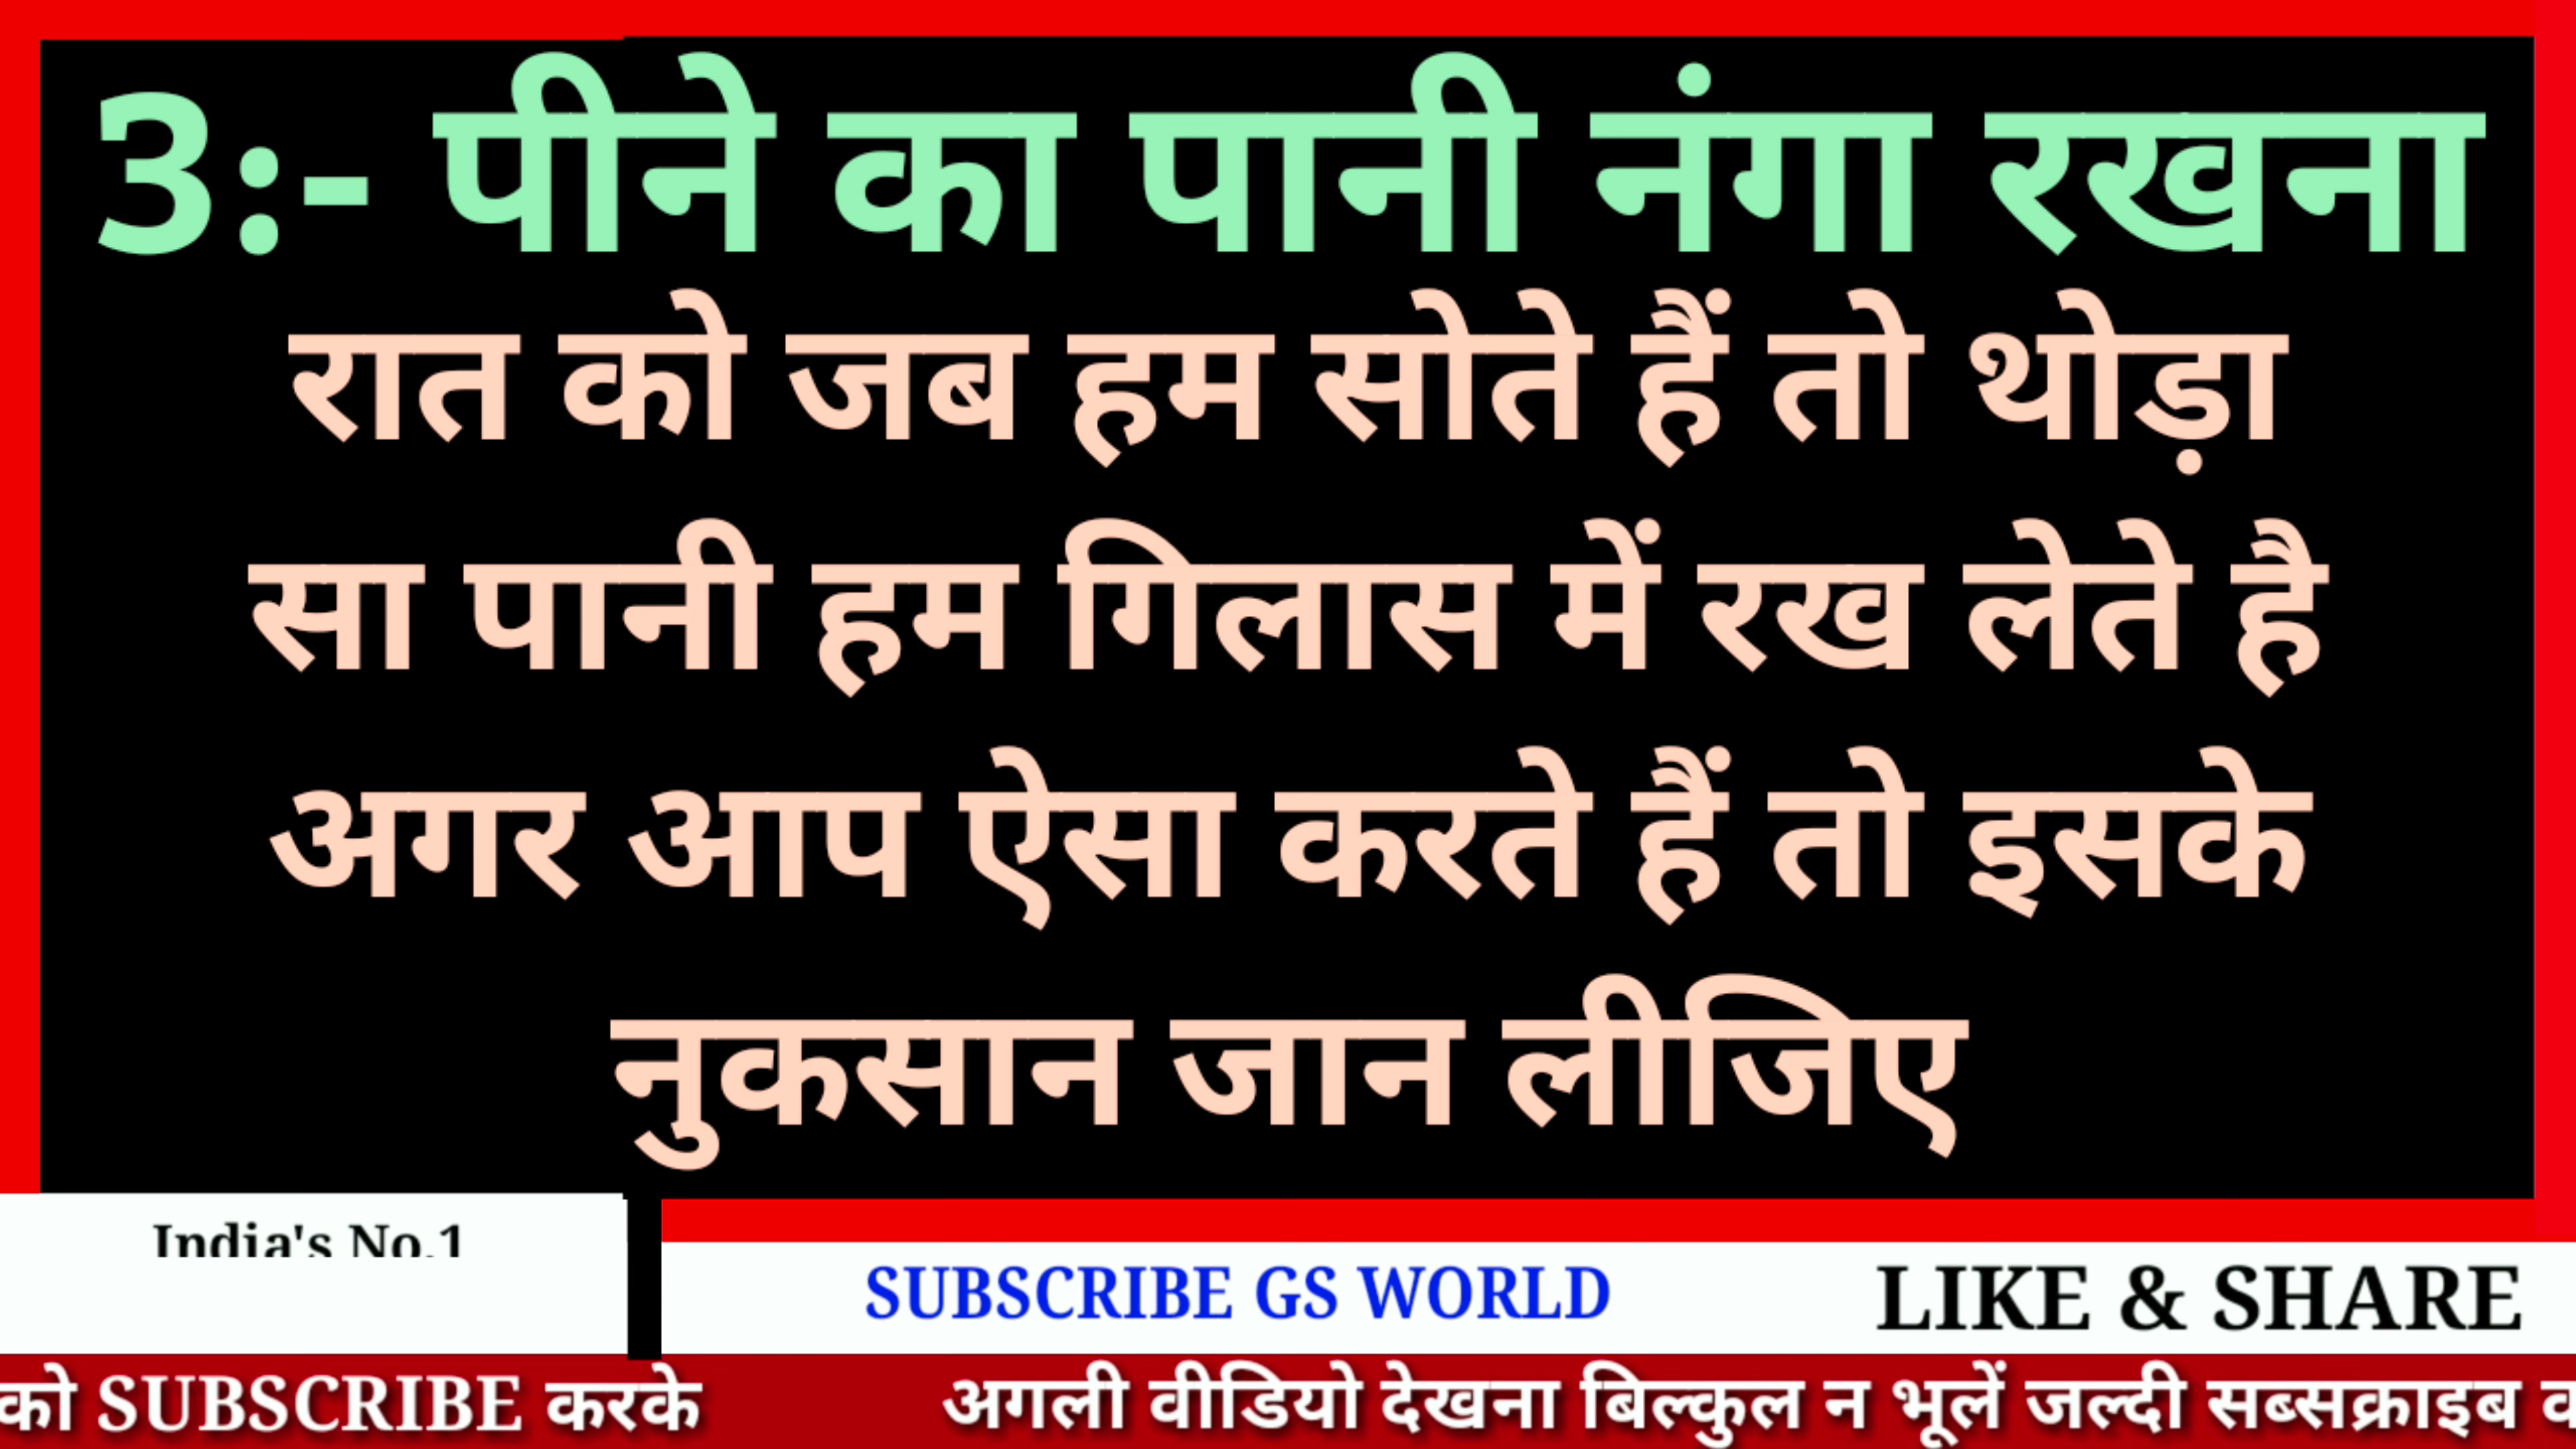 3:- पीने का पानी नंगा रखना
रात को जब हम सोते हैं तो थोड़ा
सा पानी हम गिलास में रख लेते है
अगर आप ऐसा करते हैं तो इसके
नुकसान जान लीजिए
India's No.1
SUBSCRIBE GS WORLD
LIKE & SHARE
को SUBSCRIBE करके अगली वीडियो देखना बिल्कुल न भूलें जल्दी सब्सक्राइब